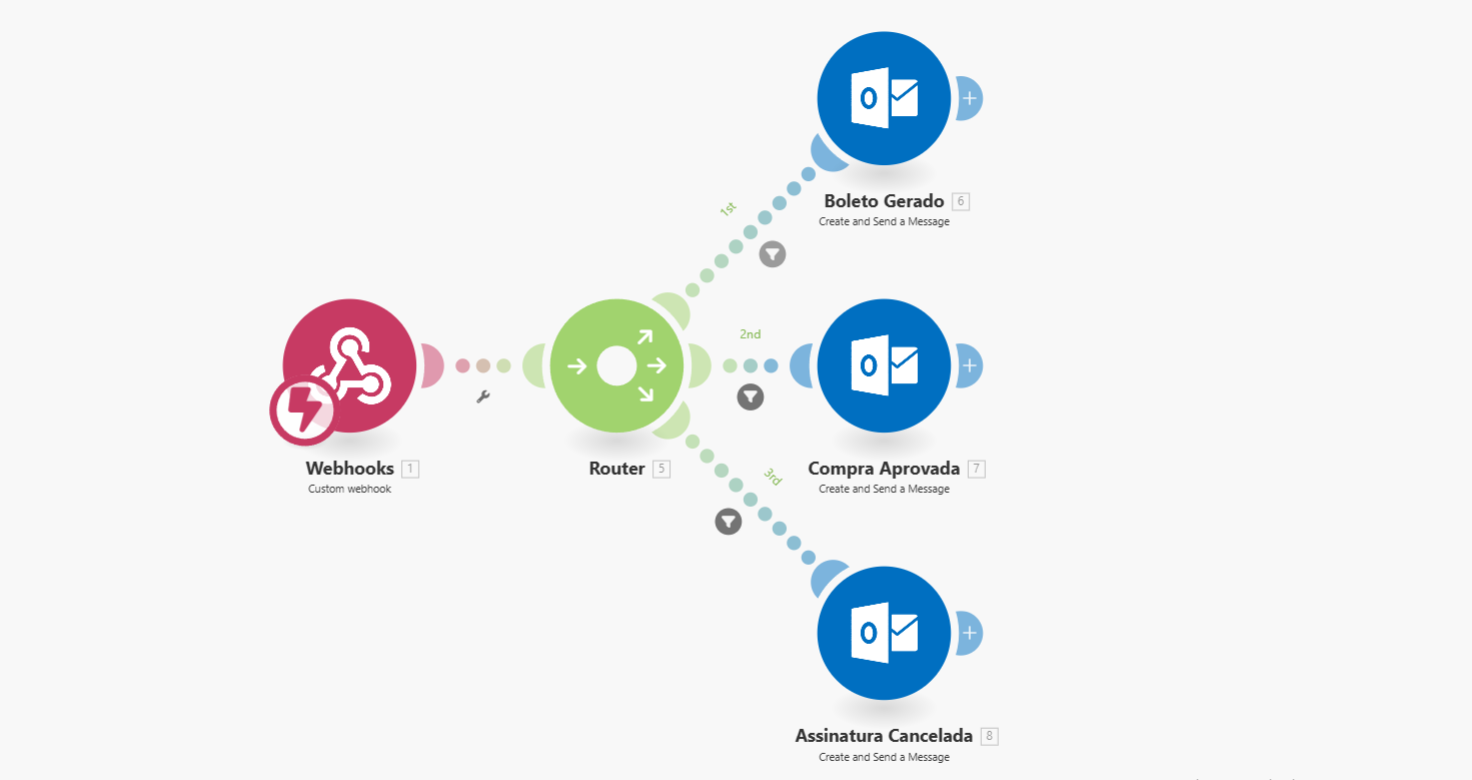 Boleto Gerado 6
Create and Send a Message
1st
2nd
Webhooks 1
Custom webhook
Router 5
Compra Aprovada 7
Create and Send a Message
3rd
Assinatura Cancelada 8
Create and Send a Message